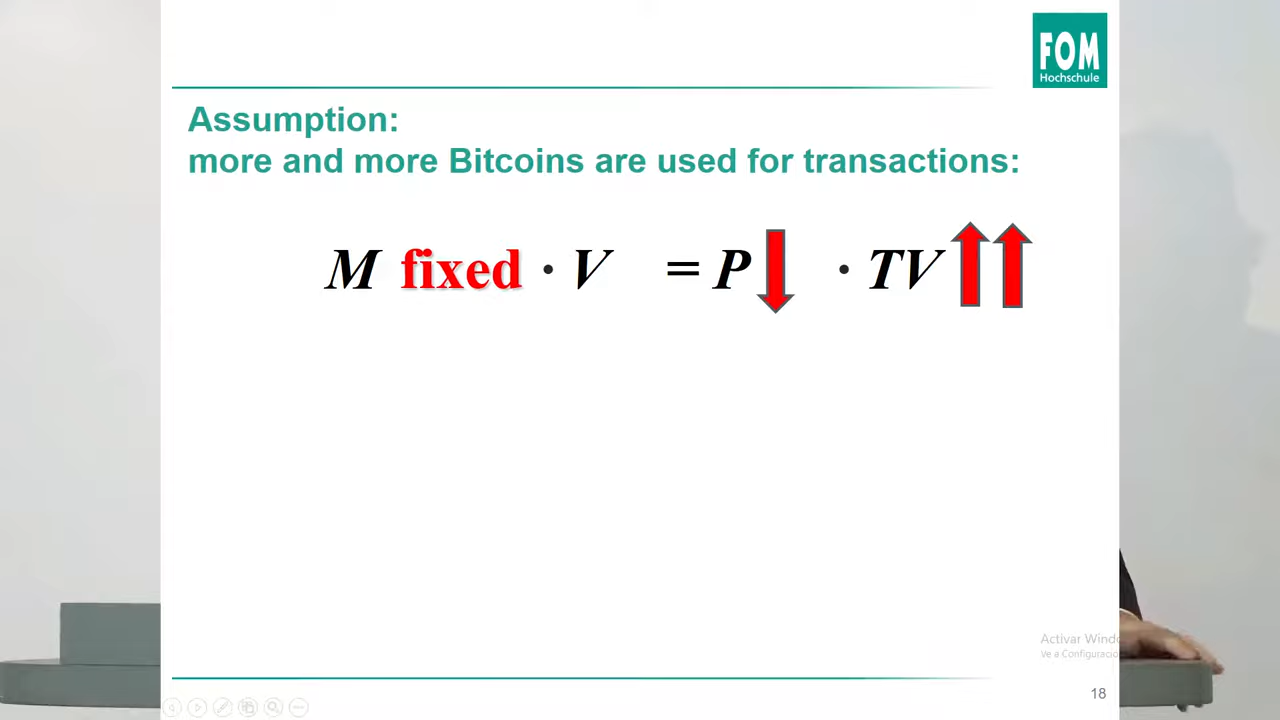 FOM
Hochschule
Assumption:
more and more Bitcoins are used for transactions:
M fixed · V = P · TV
Activar Windo
Ve a Configuració
18